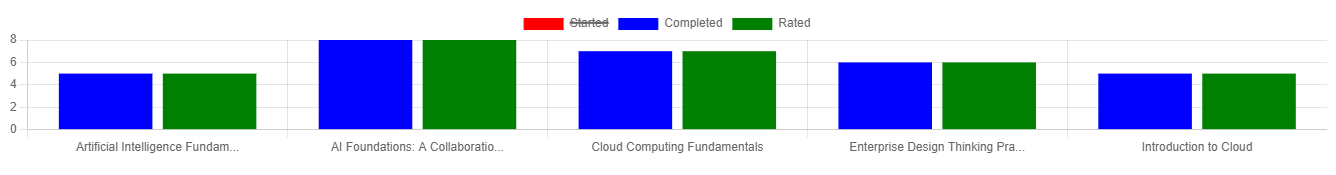 Started Completed Rated
8
6
4
2
0
Artificial Intelligence Fundam... AI Foundations: A Collaboratio... Cloud Computing Fundamentals Enterprise Design Thinking Pra... Introduction to Cloud